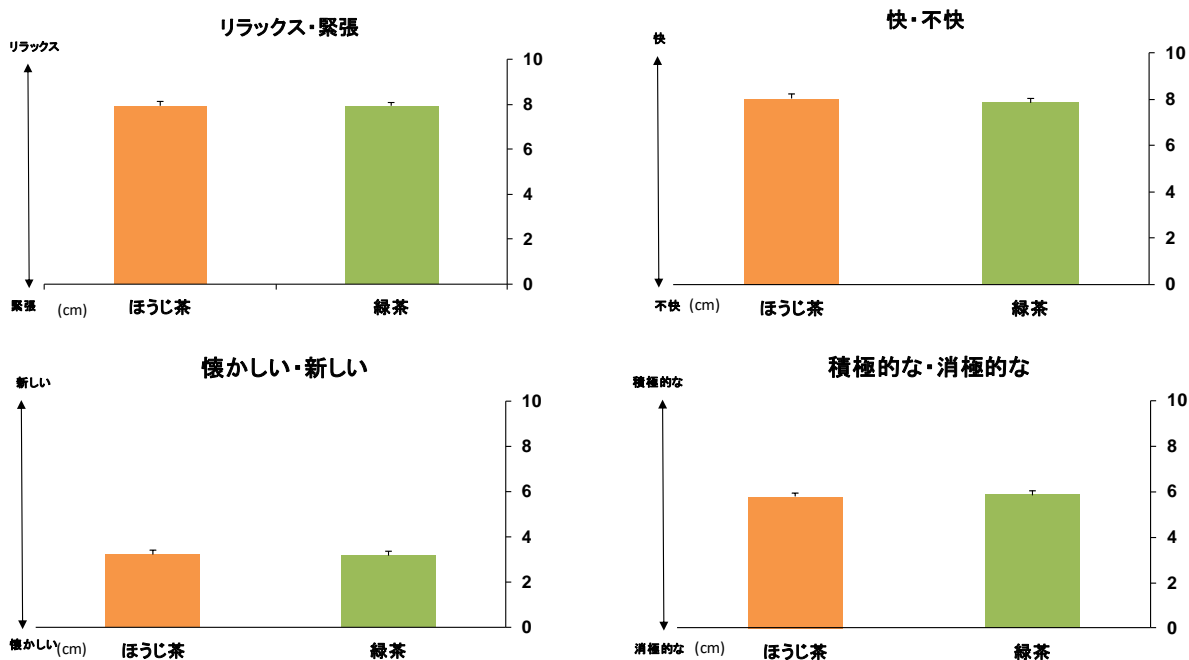 リラックス・緊張
リラックス
10
8
6
4
2
0
緊張 (cm) ほうじ茶 緑茶
快・不快
快
10
8
6
4
2
0
不快 (cm) ほうじ茶 緑茶
懐かしい・新しい
新しい
10
8
6
4
2
0
懐かしい (cm) ほうじ茶 緑茶
積極的な・消極的な
積極的な
10
8
6
4
2
0
消極的な (cm) ほうじ茶 緑茶